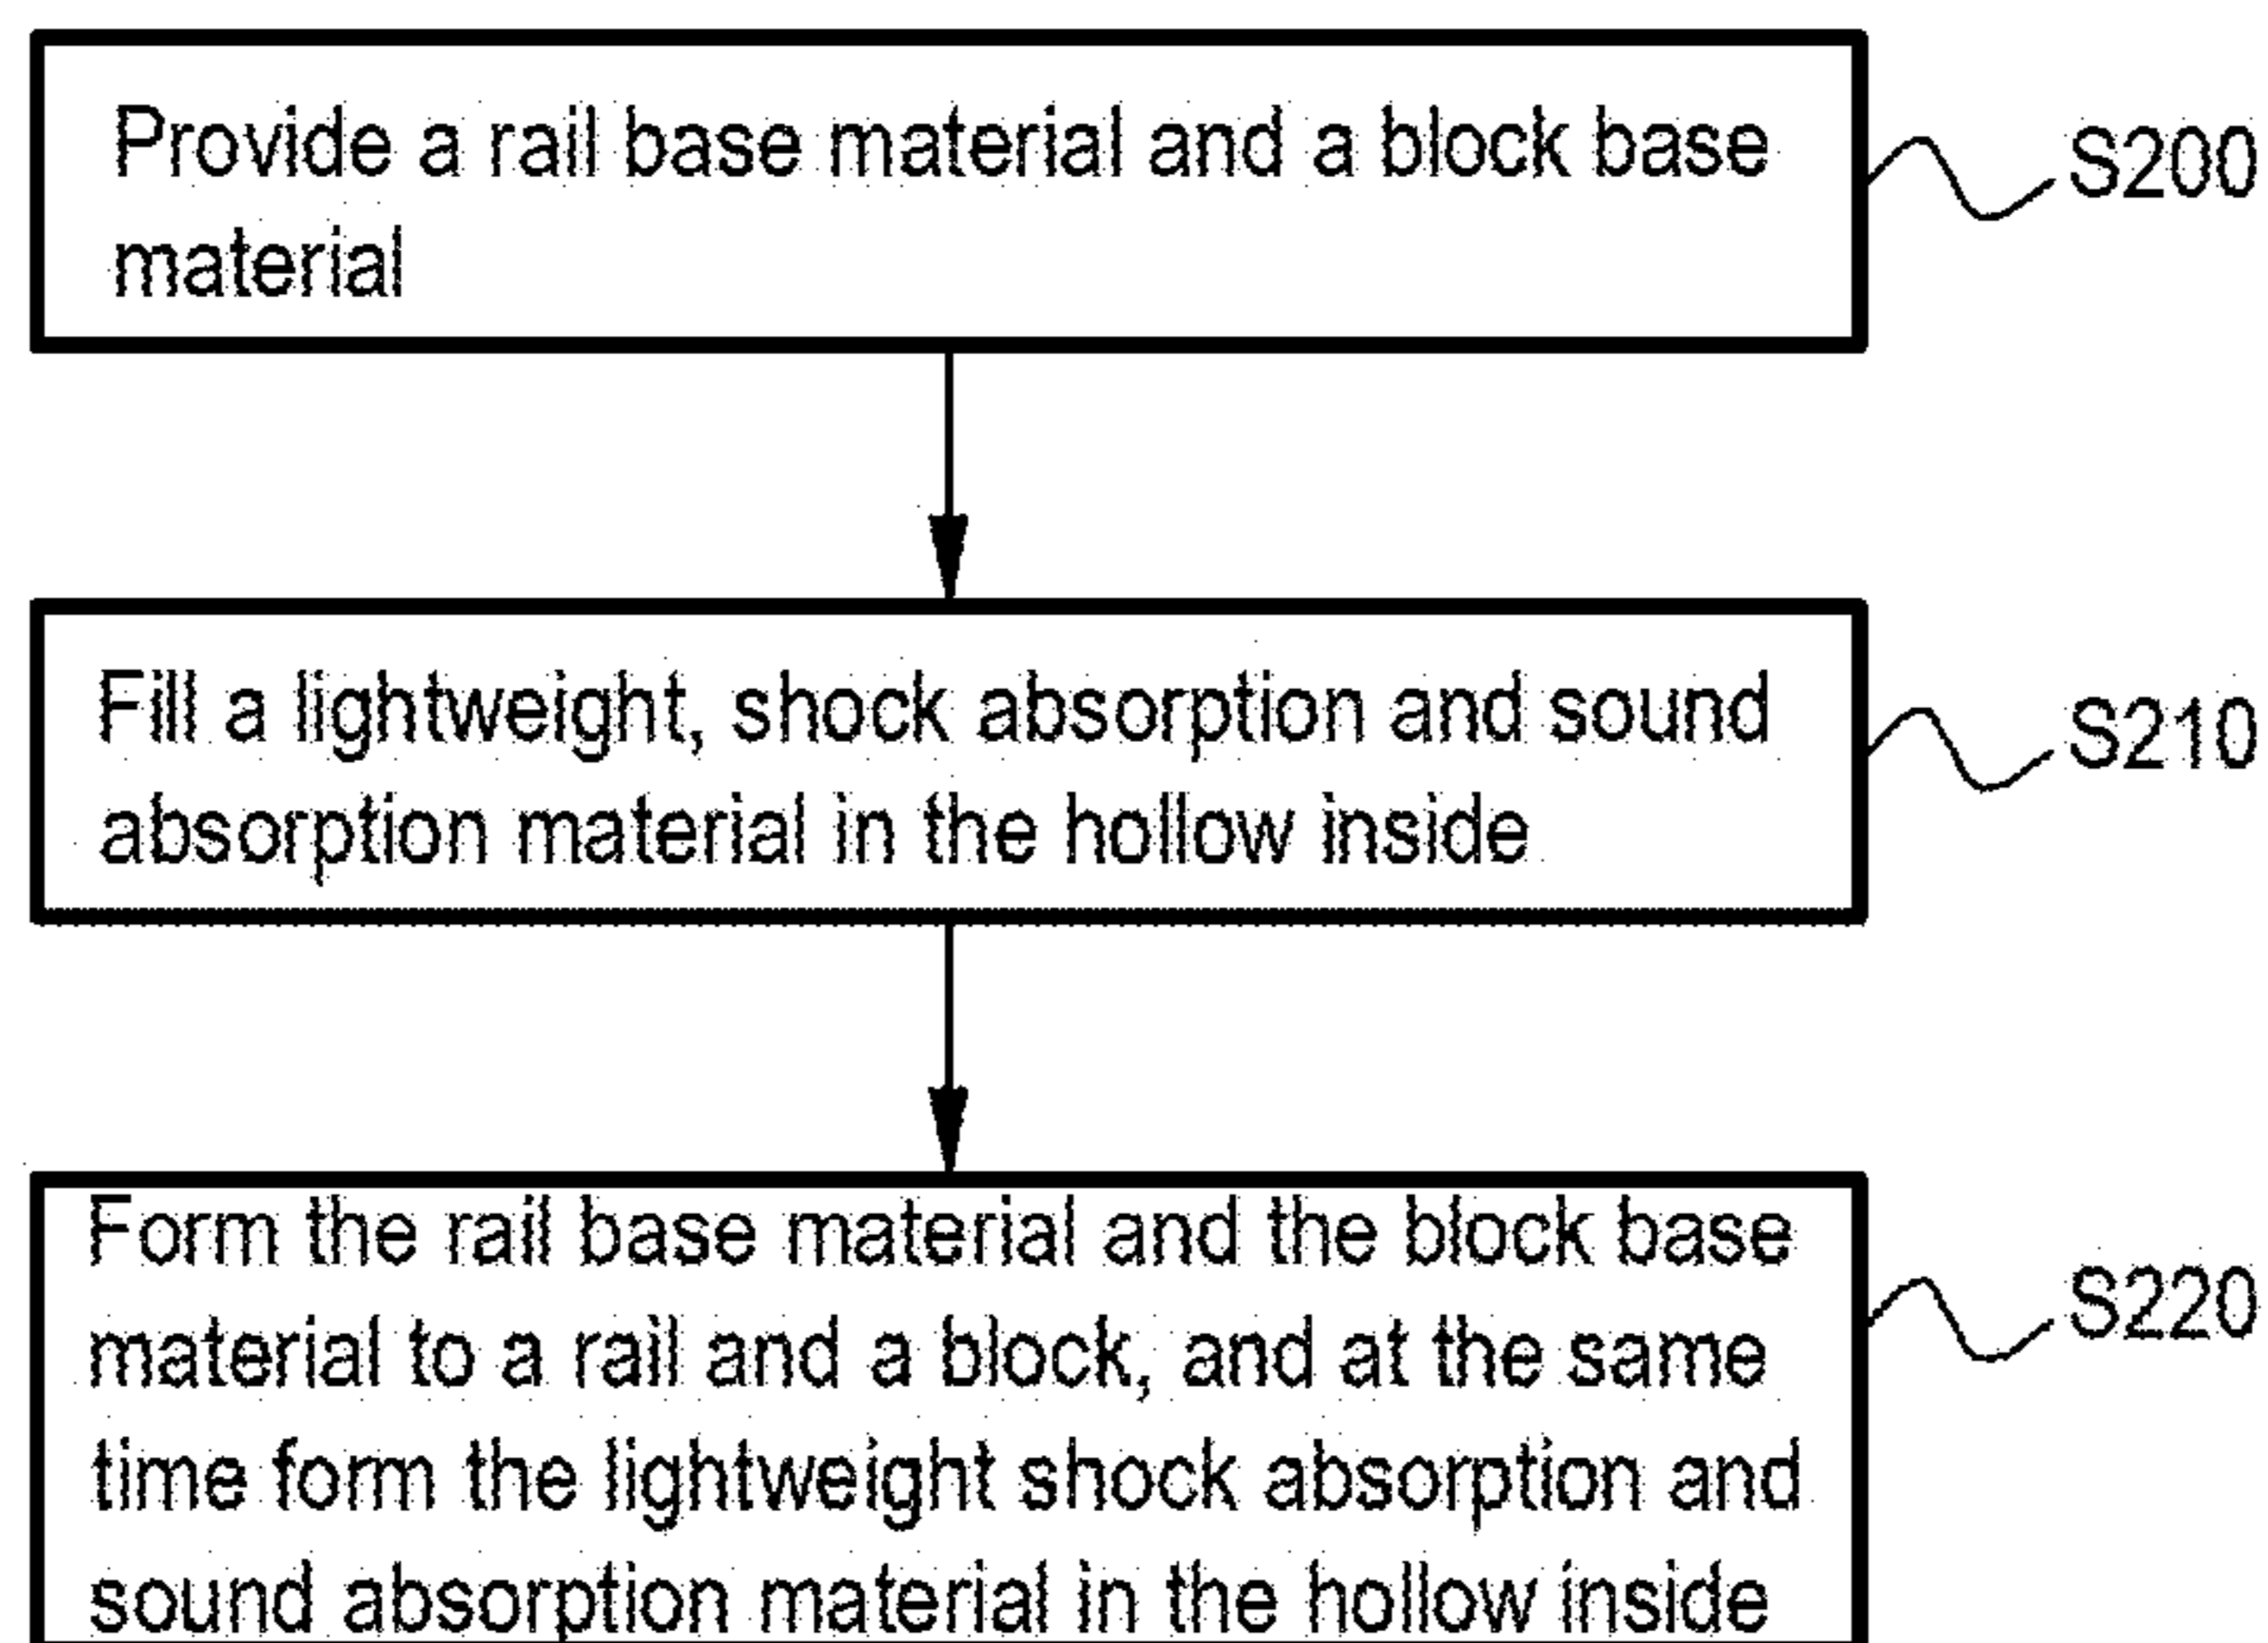 Provide a rail base material and a block base
material
S200
Fill a lightweight, shock absorption and sound
absorption material in the hollow inside
S210
Form the rail base material and the block base
material to a rail and a block, and at the same
time form the lightweight shock absorption and
sound absorption material in the hollow inside
S220